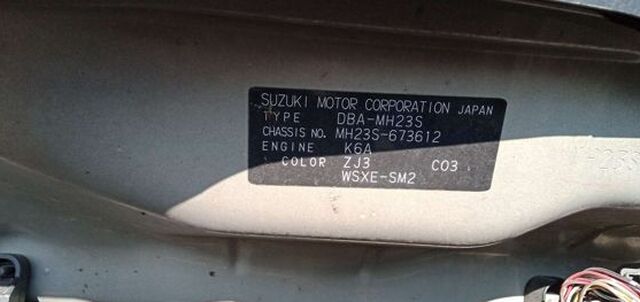 SUZUKI MOTOR CORPORATION JAPAN
TYPE DBA-MH23S
CHASSIS NO. MH23S-673612
ENGINE K6A
COLOR ZJ3 C03
WSXE-SM2